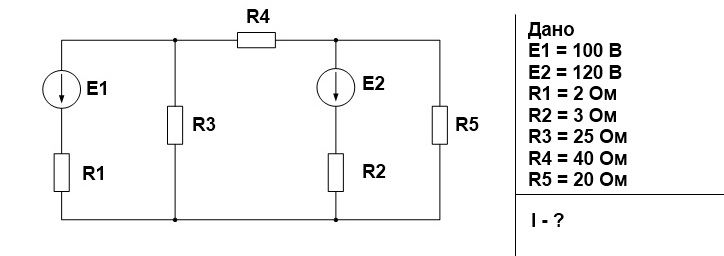 R4
E1
E2
R3
R5
R1
R2
Дано
E1 = 100 В
E2 = 120 В
R1 = 2 Ом
R2 = 3 Ом
R3 = 25 Ом
R4 = 40 Ом
R5 = 20 Ом
I - ?